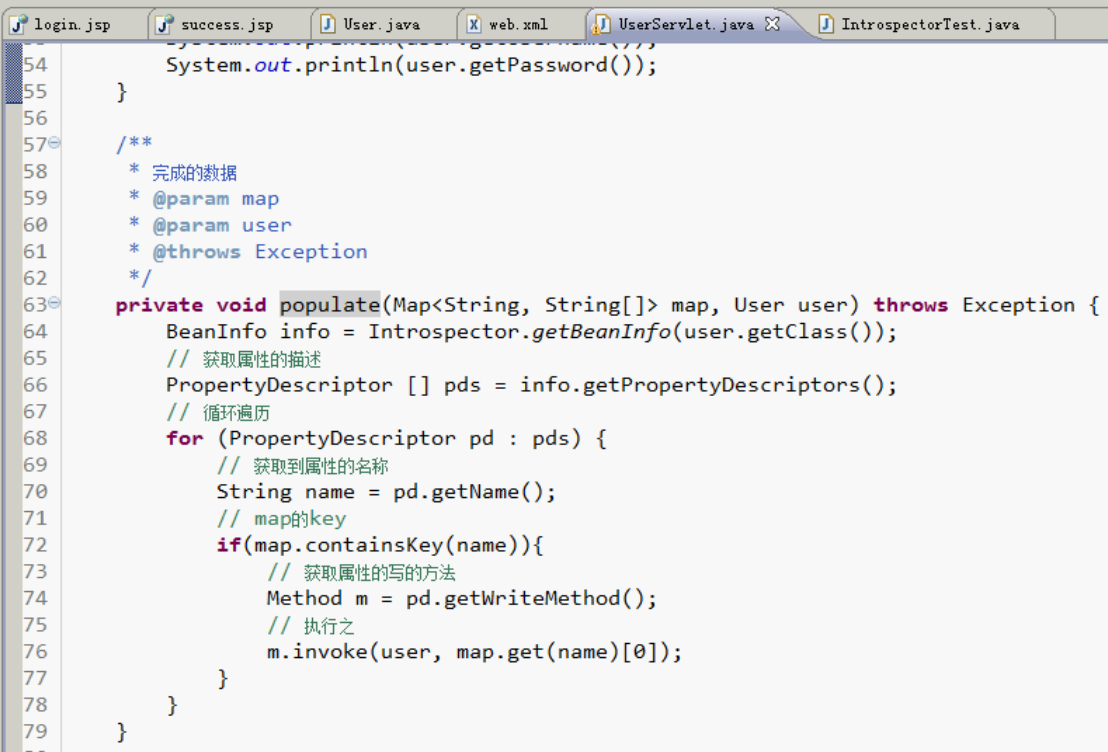 login.jsp success.jsp User.java web.xml UserServlet.java IntrospectorTest.java
54 System.out.println(user.getPassword());
55 }
56
57 /**
58 * 完成的数据
59 * @param map
60 * @param user
61 * @throws Exception
62 */
63 private void populate(Map<String, String[]> map, User user) throws Exception {
64 BeanInfo info = Introspector.getBeanInfo(user.getClass());
65 // 获取属性的描述
66 PropertyDescriptor [] pds = info.getPropertyDescriptors();
67 // 循环遍历
68 for (PropertyDescriptor pd : pds) {
69 // 获取到属性的名称
70 String name = pd.getName();
71 // map的key
72 if(map.containsKey(name)){
73 // 获取属性的写的方法
74 Method m = pd.getWriteMethod();
75 // 执行之
76 m.invoke(user, map.get(name)[0]);
77 }
78 }
79 }